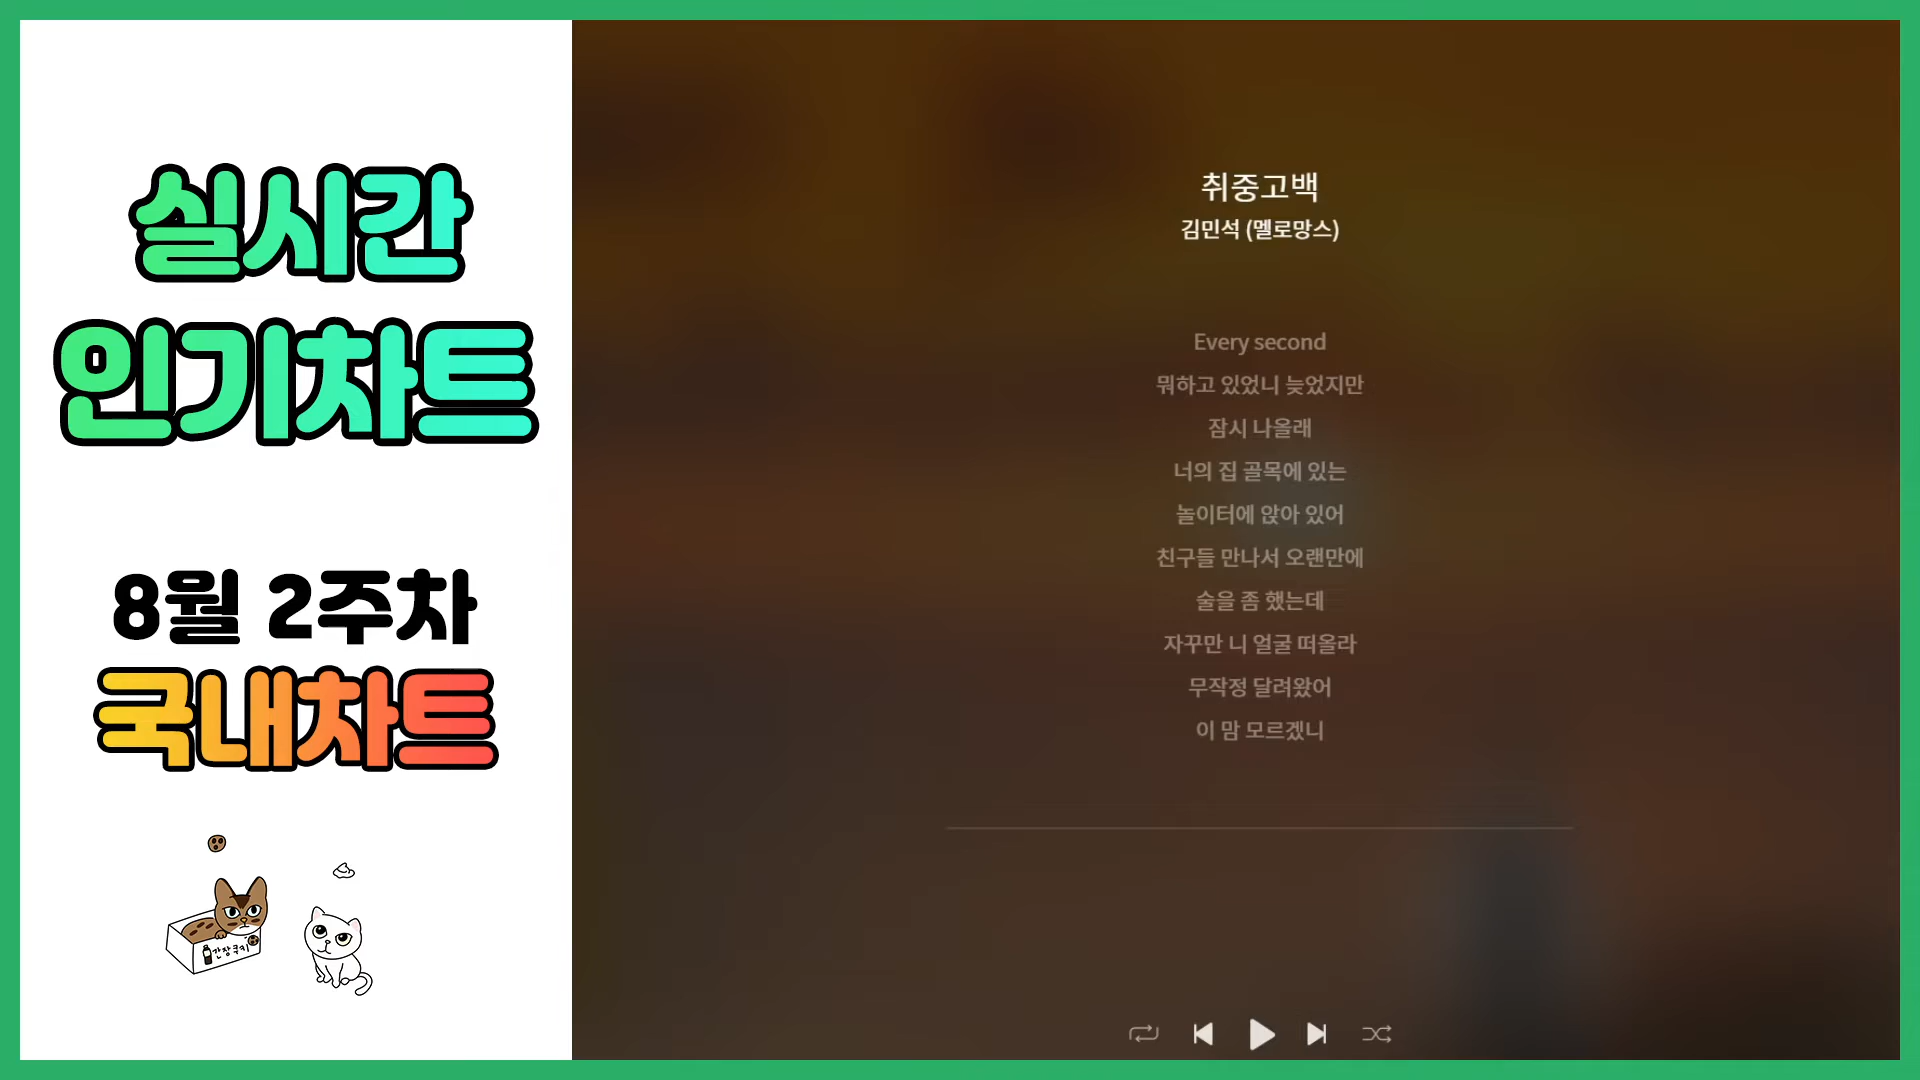 실시간
인기차트
8월 2주차
국내차트
간장쿡키
취중고백
김민석 (멜로망스)
Every second
뭐하고 있었니 늦었지만
잠시 나올래
너의 집 골목에 있는
놀이터에 앉아 있어
친구들 만나서 오랜만에
술을 좀 했는데
자꾸만 니 얼굴 떠올라
무작정 달려왔어
이 맘 모르겠니